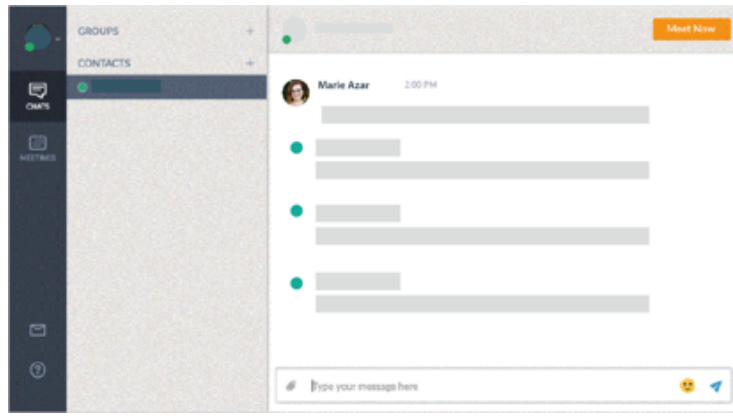 GROUPS +
CONTACTS +
CHATS
MEETINGS
Meet Now
Marie Azar 2:00 PM
Type your message here